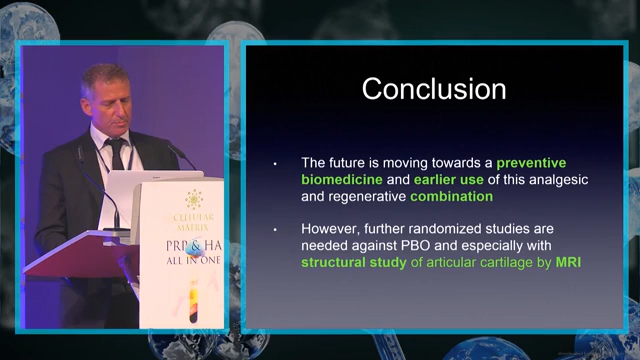 CELLULAR
MATRIX
PRP & HA
ALL IN ONE
Conclusion
• The future is moving towards a preventive
biomedicine and earlier use of this analgesic
and regenerative combination
• However, further randomized studies are
needed against PBO and especially with
structural study of articular cartilage by MRI